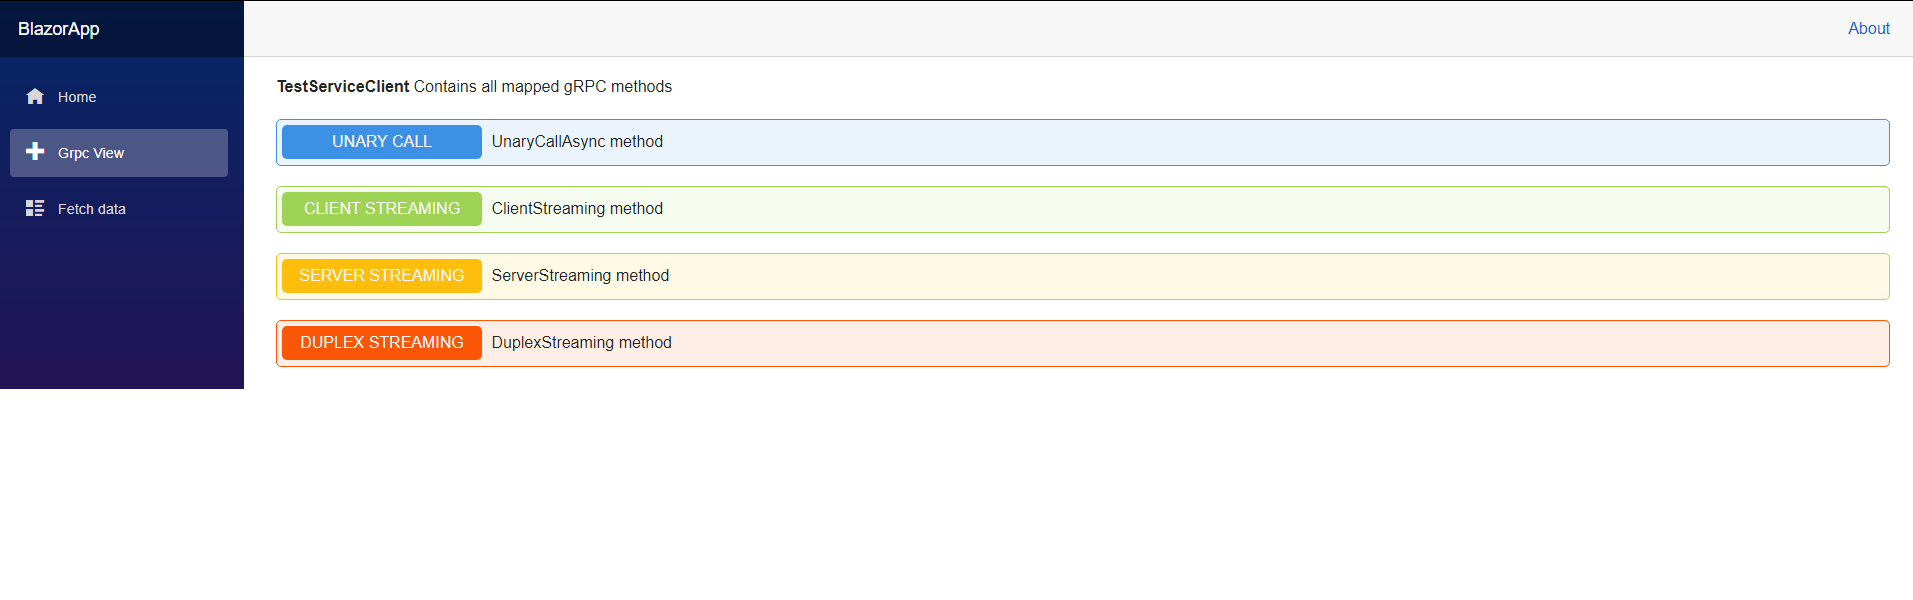 BlazorApp
About
Home
Grpc View
Fetch data
TestServiceClient Contains all mapped gRPC methods
UNARY CALL UnaryCallAsync method
CLIENT STREAMING ClientStreaming method
SERVER STREAMING ServerStreaming method
DUPLEX STREAMING DuplexStreaming method